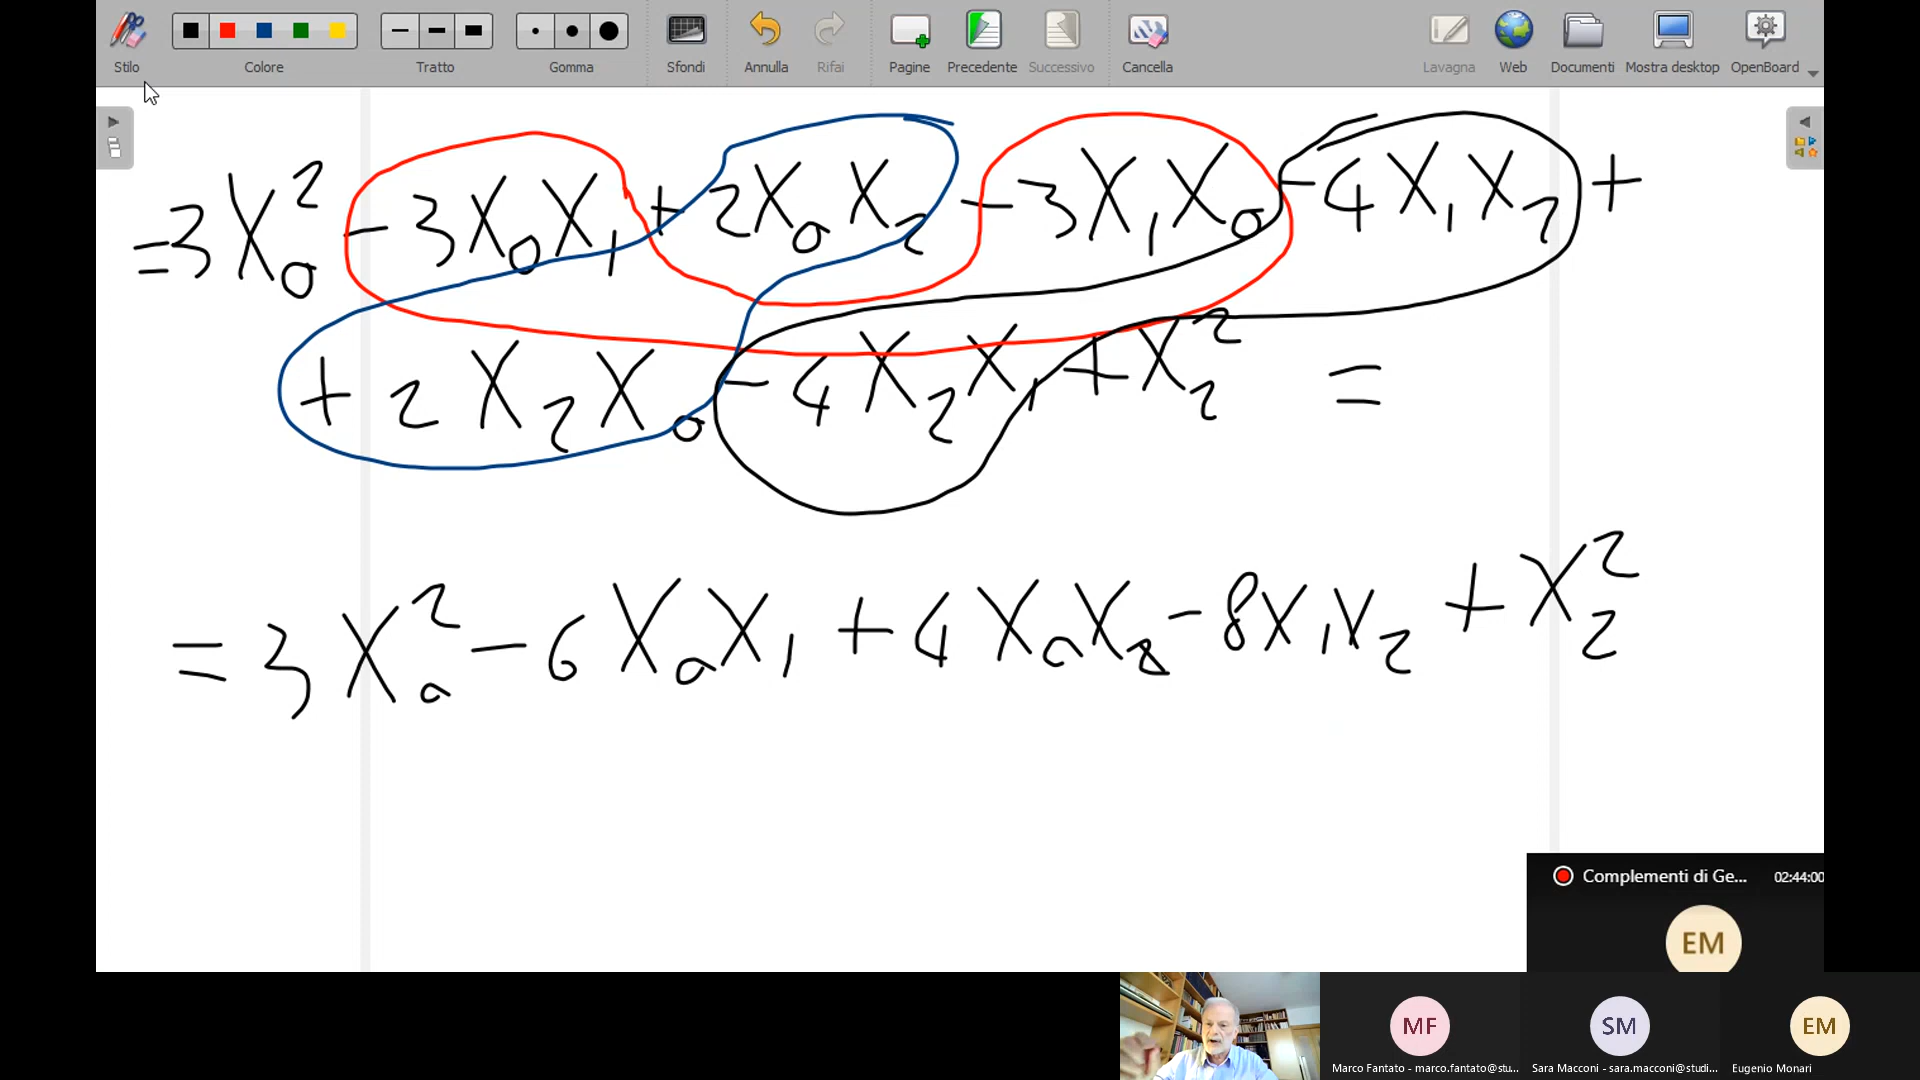 Stilo Colore Tratto Gomma Sfondi Annulla Rifai Pagine Precedente Successivo Cancella Lavagna Web Documenti Mostra desktop OpenBoard
=3X₀² -3X₀X₁ +2X₀X₂ -3X₁X₀ -4X₁X₂ +
+2X₂X₀ -4X₂X₁ +X₂² =
=3X₀² -6X₀X₁ +4X₀X₂ -8X₁X₂ +X₂²
Complementi di Ge... 02:44:00
EM
MF SM EM
Marco Fantato - marco.fantato@stu... Sara Macconi - sara.macconi@studi... Eugenio Monari